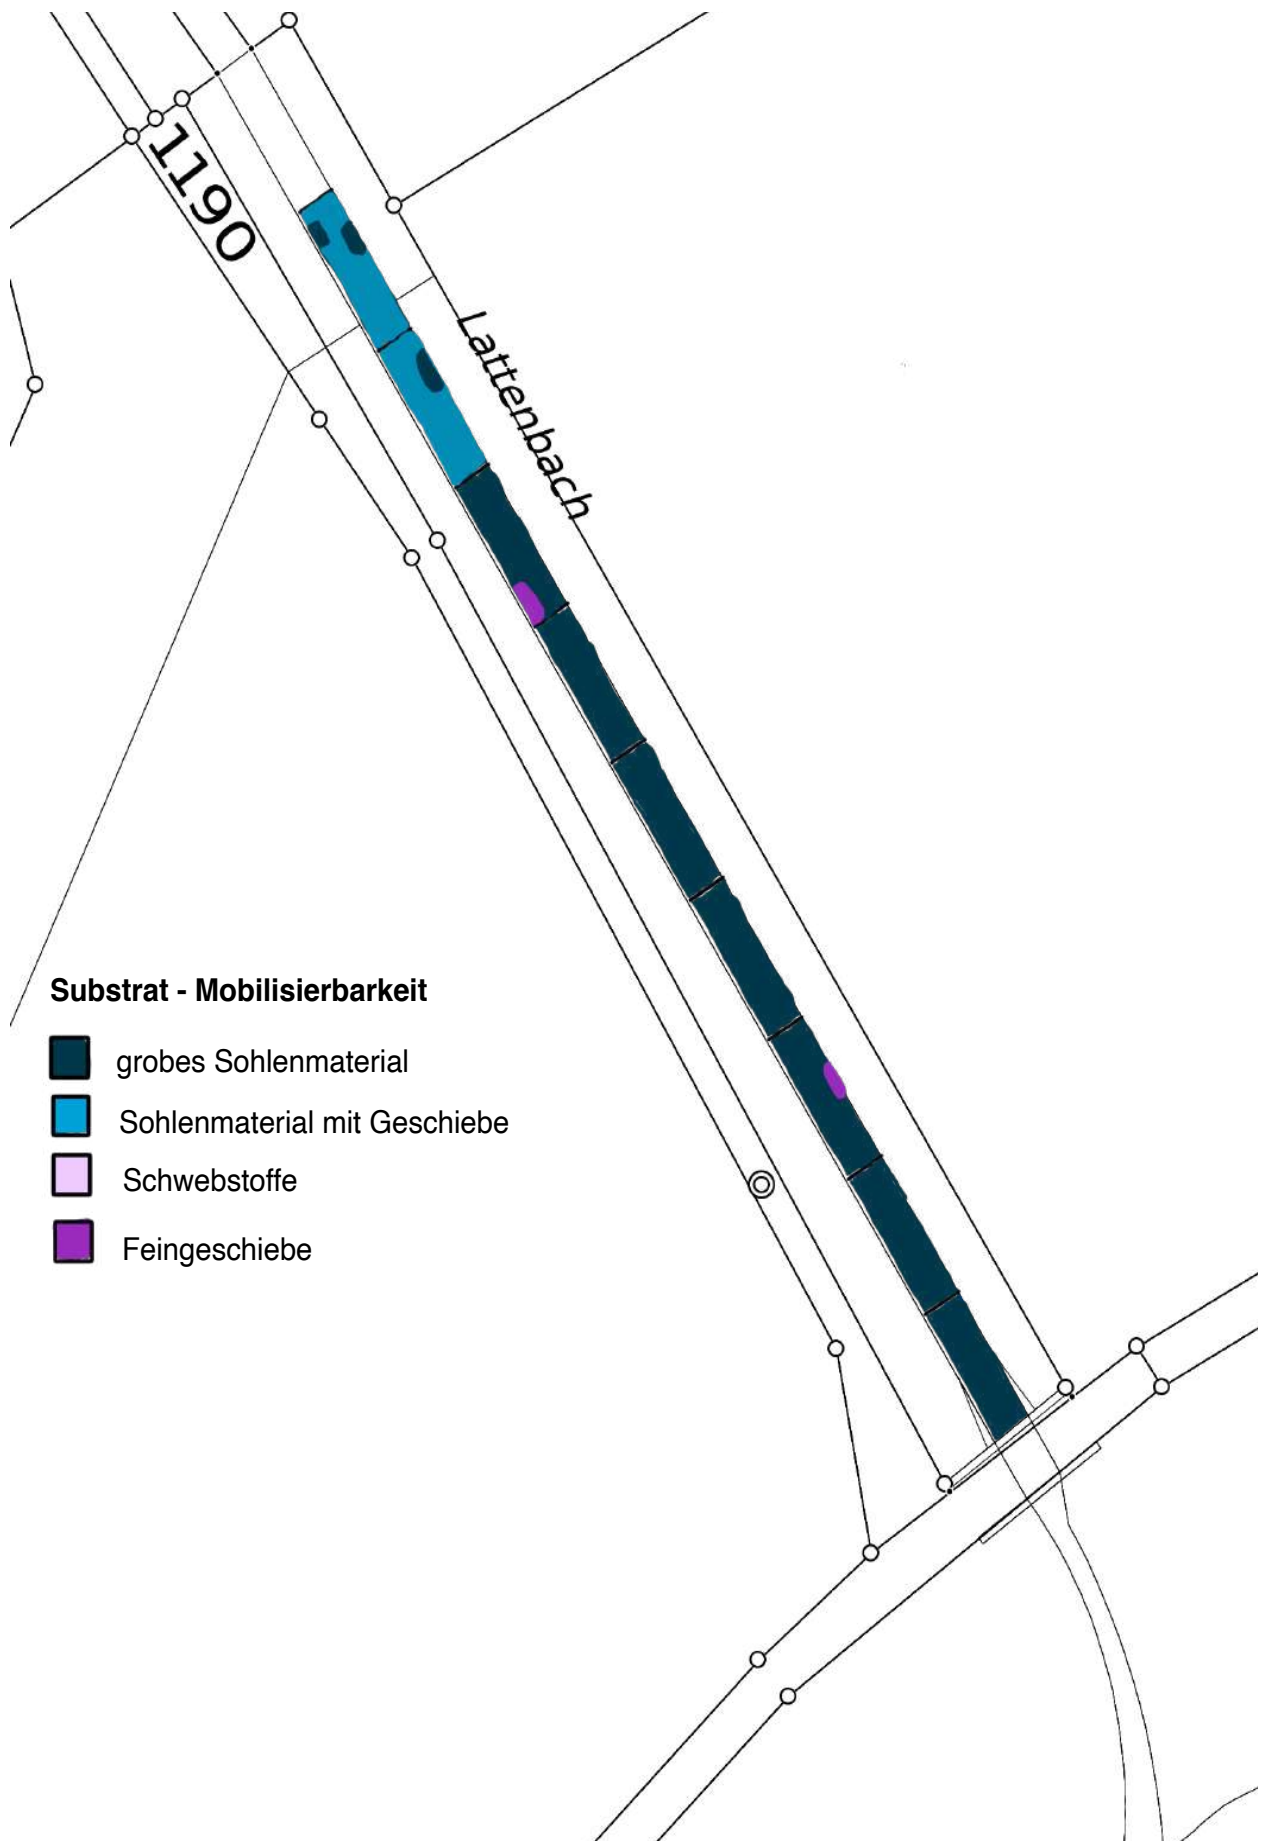 1190
Lattenbach
Substrat - Mobilisierbarkeit
grobes Sohlenmaterial
Sohlenmaterial mit Geschiebe
Schwebstoffe
Feingeschiebe